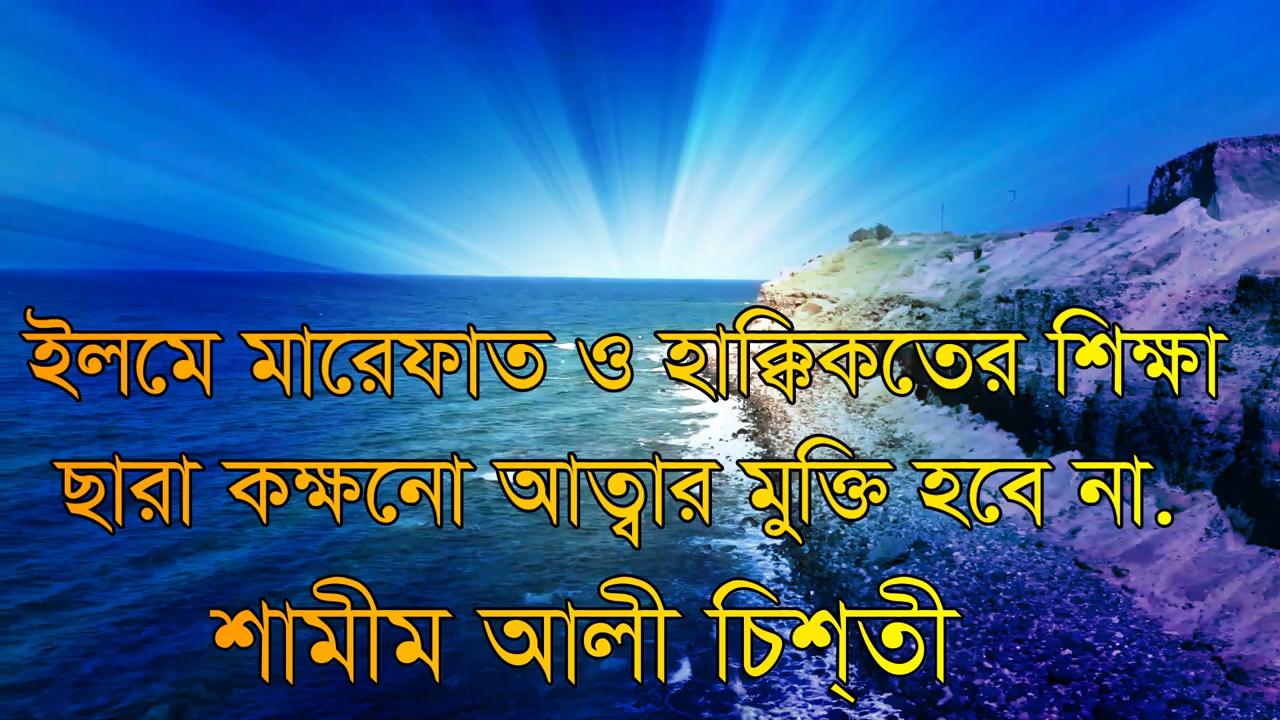 ইলমে মারেফাত ও হাক্কিকতের শিক্ষা
ছারা কক্ষনো আত্বার মুক্তি হবে না.
শামীম আলী চিশ্‌তী